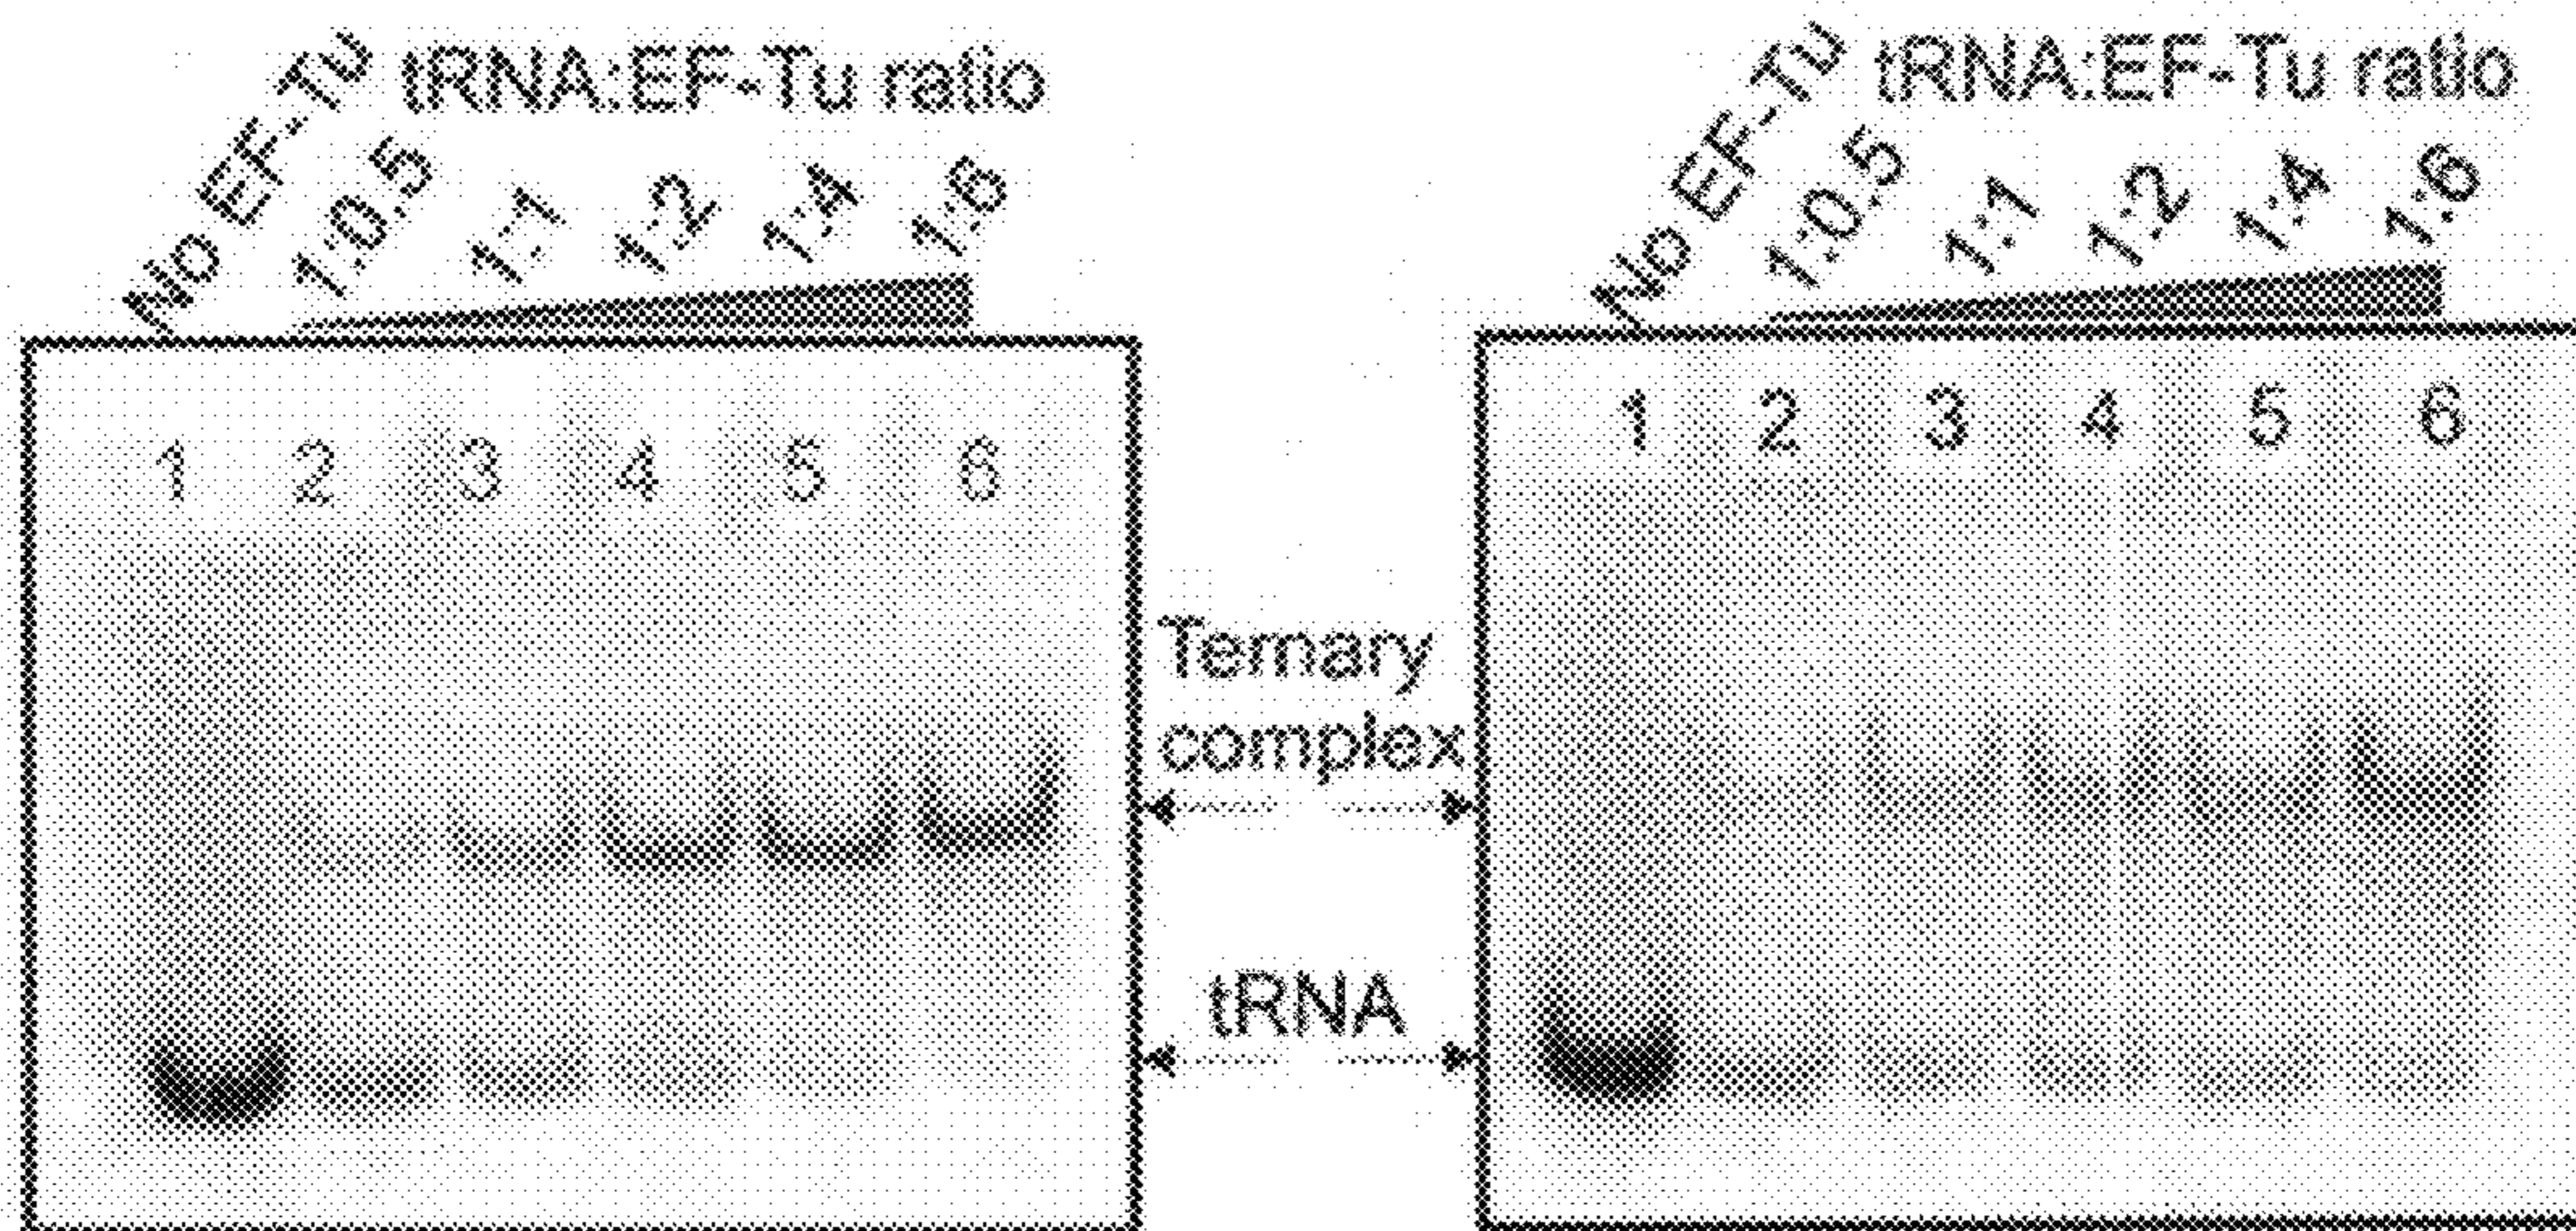 tRNA:EF-Tu ratio
No EF-Tu
1:0.5
1:1
1:2
1:4
1:6
1 2 3 4 5 6
Ternary
complex
tRNA
tRNA:EF-Tu ratio
No EF-Tu
1:0.5
1:1
1:2
1:4
1:6
1 2 3 4 5 6